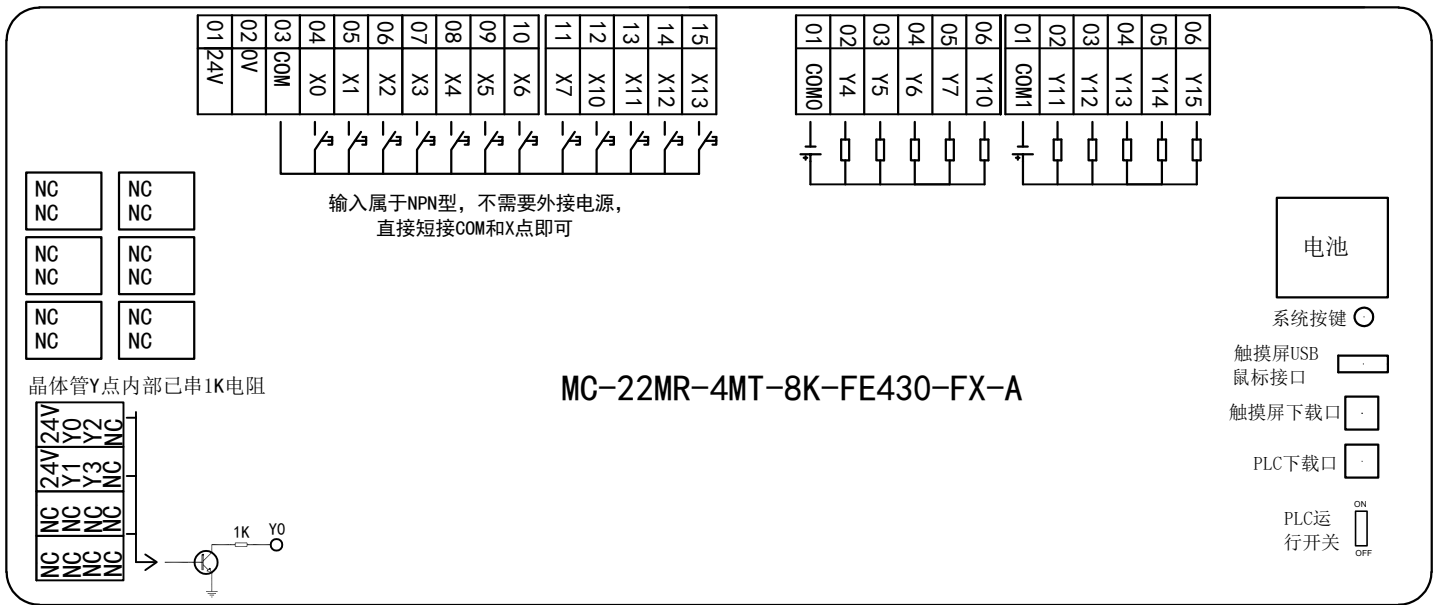 01 02 03 04 05 06 07 08 09 10 11 12 13 14 15
24V 0V COM X0 X1 X2 X3 X4 X5 X6 X7 X10 X11 X12 X13
01 02 03 04 05 06 01 02 03 04 05 06
COM0 Y4 Y5 Y6 Y7 Y10 COM1 Y11 Y12 Y13 Y14 Y15
输入属于NPN型，不需要外接电源，
直接短接COM和X点即可
NC NC
NC NC
NC NC
NC NC
NC NC
NC NC
电池
系统按键
触摸屏USB
鼠标接口
触摸屏下载口
PLC下载口
PLC运
行开关
ON
OFF
MC-22MR-4MT-8K-FE430-FX-A
晶体管Y点内部已串1K电阻
24V Y0 Y2 NC
24V Y1 Y3 NC
NC NC NC NC
NC NC NC NC
1K Y0